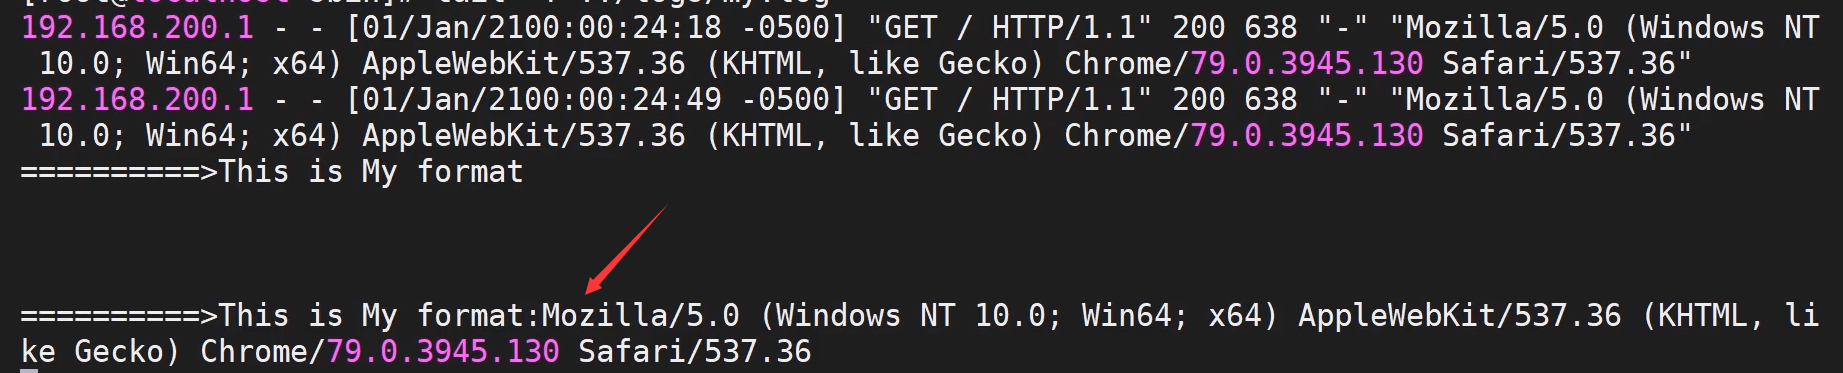 192.168.200.1 - - [01/Jan/2100:00:24:18 -0500] "GET / HTTP/1.1" 200 638 "-" "Mozilla/5.0 (Windows NT
10.0; Win64; x64) AppleWebKit/537.36 (KHTML, like Gecko) Chrome/79.0.3945.130 Safari/537.36"
192.168.200.1 - - [01/Jan/2100:00:24:49 -0500] "GET / HTTP/1.1" 200 638 "-" "Mozilla/5.0 (Windows NT
10.0; Win64; x64) AppleWebKit/537.36 (KHTML, like Gecko) Chrome/79.0.3945.130 Safari/537.36"
==========>This is My format
==========>This is My format:Mozilla/5.0 (Windows NT 10.0; Win64; x64) AppleWebKit/537.36 (KHTML, li
ke Gecko) Chrome/79.0.3945.130 Safari/537.36